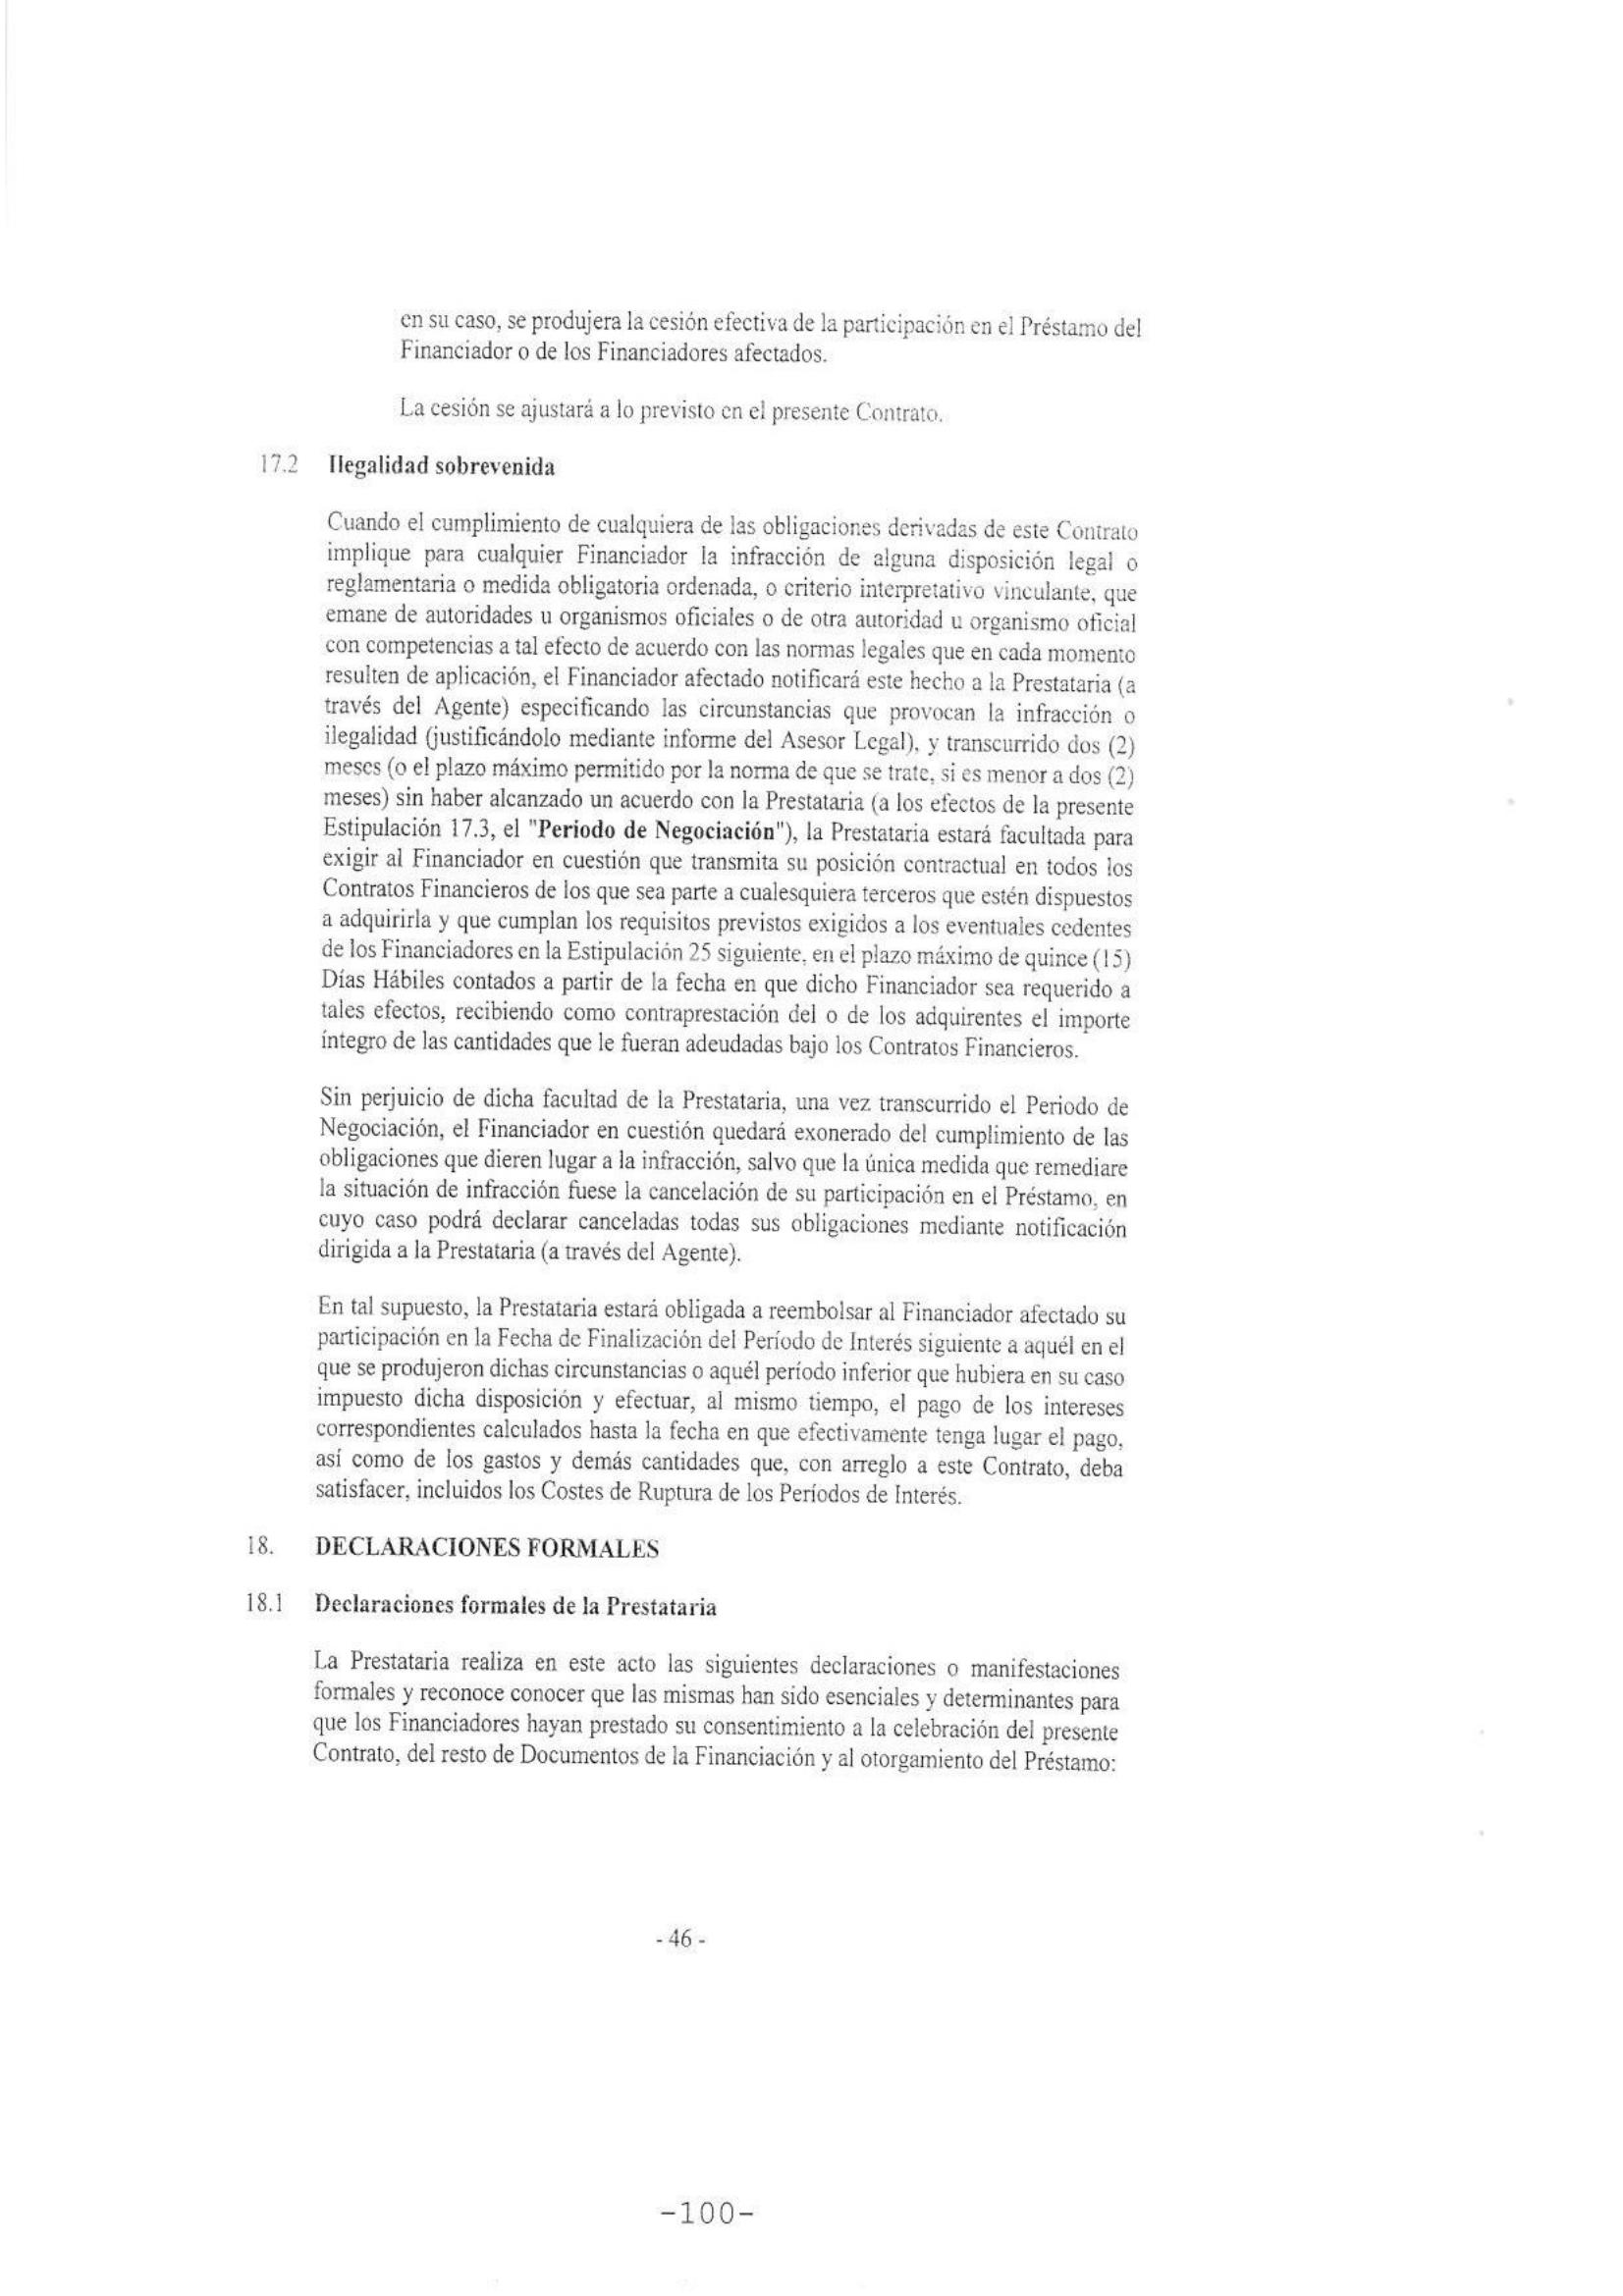 en su caso, se produjera la cesión efectiva de la participación en el Préstamo del
Financiador o de los Financiadores afectados.
La cesión se ajustará a lo previsto en el presente Contrato.
17.2 Ilegalidad sobrevenida
Cuando el cumplimiento de cualquiera de las obligaciones derivadas de este Contrato
implique para cualquier Financiador la infracción de alguna disposición legal o
reglamentaria o medida obligatoria ordenada, o criterio interpretativo vinculante, que
emane de autoridades u organismos oficiales o de otra autoridad u organismo oficial
con competencias a tal efecto de acuerdo con las normas legales que en cada momento
resulten de aplicación, el Financiador afectado notificará este hecho a la Prestataria (a
través del Agente) especificando las circunstancias que provocan la infracción o
ilegalidad (justificándolo mediante informe del Asesor Legal), y transcurrido dos (2)
meses (o el plazo máximo permitido por la norma de que se trate, si es menor a dos (2)
meses) sin haber alcanzado un acuerdo con la Prestataria (a los efectos de la presente
Estipulación 17.3, el "Periodo de Negociación"), la Prestataria estará facultada para
exigir al Financiador en cuestión que transmita su posición contractual en todos los
Contratos Financieros de los que sea parte a cualesquiera terceros que estén dispuestos
a adquirirla y que cumplan los requisitos previstos exigidos a los eventuales cedentes
de los Financiadores en la Estipulación 25 siguiente, en el plazo máximo de quince (15)
Días Hábiles contados a partir de la fecha en que dicho Financiador sea requerido a
tales efectos, recibiendo como contraprestación del o de los adquirentes el importe
íntegro de las cantidades que le fueran adeudadas bajo los Contratos Financieros.
Sin perjuicio de dicha facultad de la Prestataria, una vez transcurrido el Periodo de
Negociación, el Financiador en cuestión quedará exonerado del cumplimiento de las
obligaciones que dieren lugar a la infracción, salvo que la única medida que remediare
la situación de infracción fuese la cancelación de su participación en el Préstamo, en
cuyo caso podrá declarar canceladas todas sus obligaciones mediante notificación
dirigida a la Prestataria (a través del Agente).
En tal supuesto, la Prestataria estará obligada a reembolsar al Financiador afectado su
participación en la Fecha de Finalización del Período de Interés siguiente a aquél en el
que se produjeron dichas circunstancias o aquél período inferior que hubiera en su caso
impuesto dicha disposición y efectuar, al mismo tiempo, el pago de los intereses
correspondientes calculados hasta la fecha en que efectivamente tenga lugar el pago,
así como de los gastos y demás cantidades que, con arreglo a este Contrato, deba
satisfacer, incluidos los Costes de Ruptura de los Períodos de Interés.
18. DECLARACIONES FORMALES
18.1 Declaraciones formales de la Prestataria
La Prestataria realiza en este acto las siguientes declaraciones o manifestaciones
formales y reconoce conocer que las mismas han sido esenciales y determinantes para
que los Financiadores hayan prestado su consentimiento a la celebración del presente
Contrato, del resto de Documentos de la Financiación y al otorgamiento del Préstamo:
- 46 -
-100-